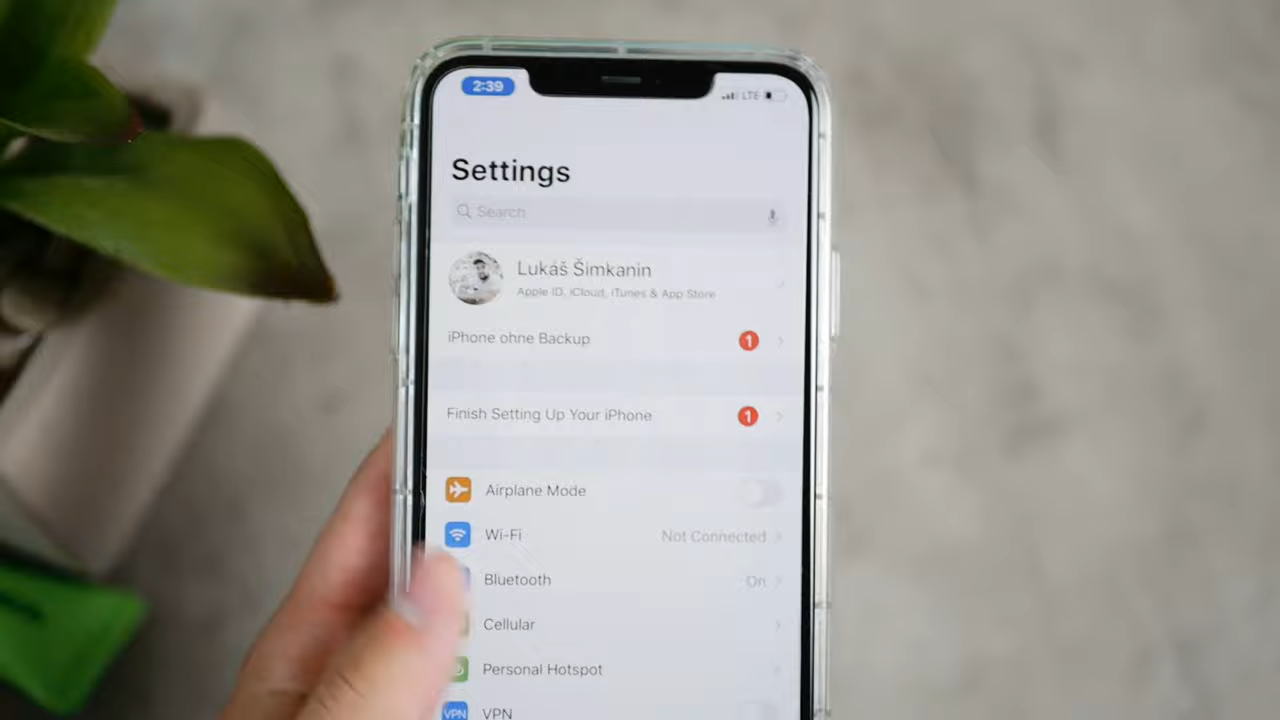 2:39
LTE
Settings
Search
Lukáš Šimkanin
Apple ID, iCloud, iTunes & App Store
iPhone ohne Backup
1
Finish Setting Up Your iPhone
1
Airplane Mode
Wi-Fi
Not Connected
Bluetooth
On
Cellular
Personal Hotspot
VPN
VPN